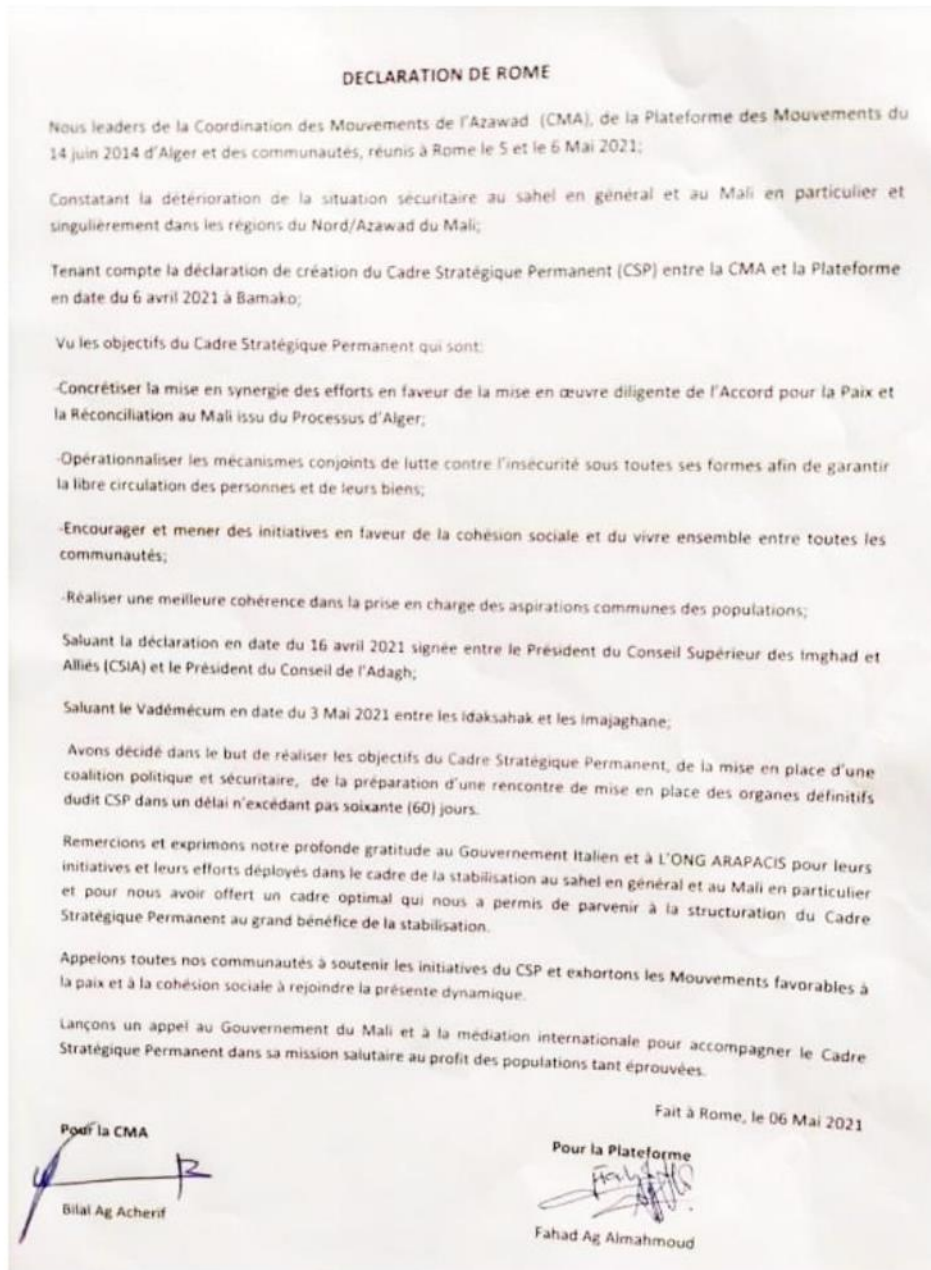 DECLARATION DE ROME
Nous leaders de la Coordination des Mouvements de l'Azawad (CMA), de la Plateforme des Mouvements du
14 juin 2014 d'Alger et des communautés, réunis à Rome le 5 et le 6 Mai 2021;
Constatant la détérioration de la situation sécuritaire au sahel en général et au Mali en particulier et
singulièrement dans les régions du Nord/Azawad du Mali;
Tenant compte la déclaration de création du Cadre Stratégique Permanent (CSP) entre la CMA et la Plateforme
en date du 6 avril 2021 à Bamako;
Vu les objectifs du Cadre Stratégique Permanent qui sont:
-Concrétiser la mise en synergie des efforts en faveur de la mise en œuvre diligente de l'Accord pour la Paix et
la Réconciliation au Mali issu du Processus d'Alger;
-Opérationnaliser les mécanismes conjoints de lutte contre l'insécurité sous toutes ses formes afin de garantir
la libre circulation des personnes et de leurs biens;
-Encourager et mener des initiatives en faveur de la cohésion sociale et du vivre ensemble entre toutes les
communautés;
-Réaliser une meilleure cohérence dans la prise en charge des aspirations communes des populations;
Saluant la déclaration en date du 16 avril 2021 signée entre le Président du Conseil Supérieur des Imghad et
Alliés (CSIA) et le Président du Conseil de l'Adagh;
Saluant le Vadémécum en date du 3 Mai 2021 entre les Idaksahak et les Imajaghane;
Avons décidé dans le but de réaliser les objectifs du Cadre Stratégique Permanent, de la mise en place d'une
coalition politique et sécuritaire, de la préparation d'une rencontre de mise en place des organes définitifs
dudit CSP dans un délai n'excédant pas soixante (60) jours.
Remercions et exprimons notre profonde gratitude au Gouvernement Italien et à L'ONG ARAPACIS pour leurs
initiatives et leurs efforts déployés dans le cadre de la stabilisation au sahel en général et au Mali en particulier
et pour nous avoir offert un cadre optimal qui nous a permis de parvenir à la structuration du Cadre
Stratégique Permanent au grand bénéfice de la stabilisation.
Appelons toutes nos communautés à soutenir les initiatives du CSP et exhortons les Mouvements favorables à
la paix et à la cohésion sociale à rejoindre la présente dynamique.
Lançons un appel au Gouvernement du Mali et à la médiation internationale pour accompagner le Cadre
Stratégique Permanent dans sa mission salutaire au profit des populations tant éprouvées.
Fait à Rome, le 06 Mai 2021
Pour la CMA
Pour la Plateforme
Bilal Ag Acherif
Fahad Ag Almahmoud